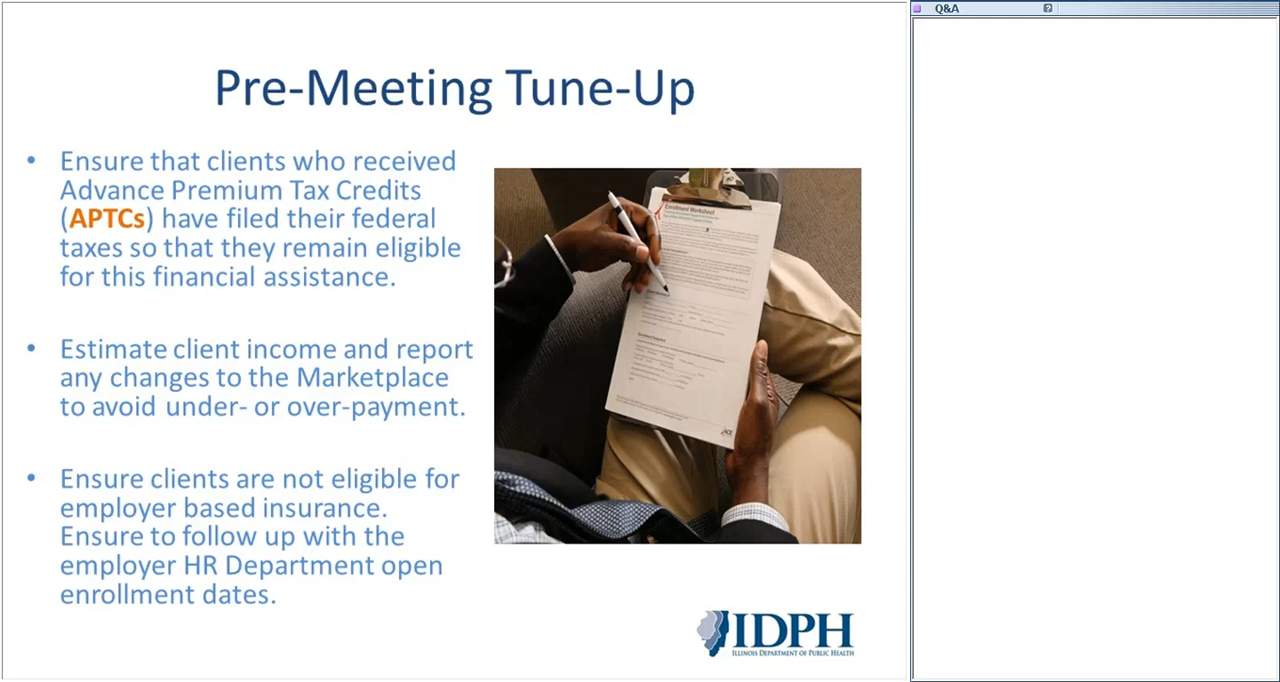 Q&A
Pre-Meeting Tune-Up
• Ensure that clients who received
Advance Premium Tax Credits
(APTCs) have filed their federal
taxes so that they remain eligible
for this financial assistance.
• Estimate client income and report
any changes to the Marketplace
to avoid under- or over-payment.
• Ensure clients are not eligible for
employer based insurance.
Ensure to follow up with the
employer HR Department open
enrollment dates.
Enrollment Worksheet
ACE
IDPH
ILLINOIS DEPARTMENT OF PUBLIC HEALTH